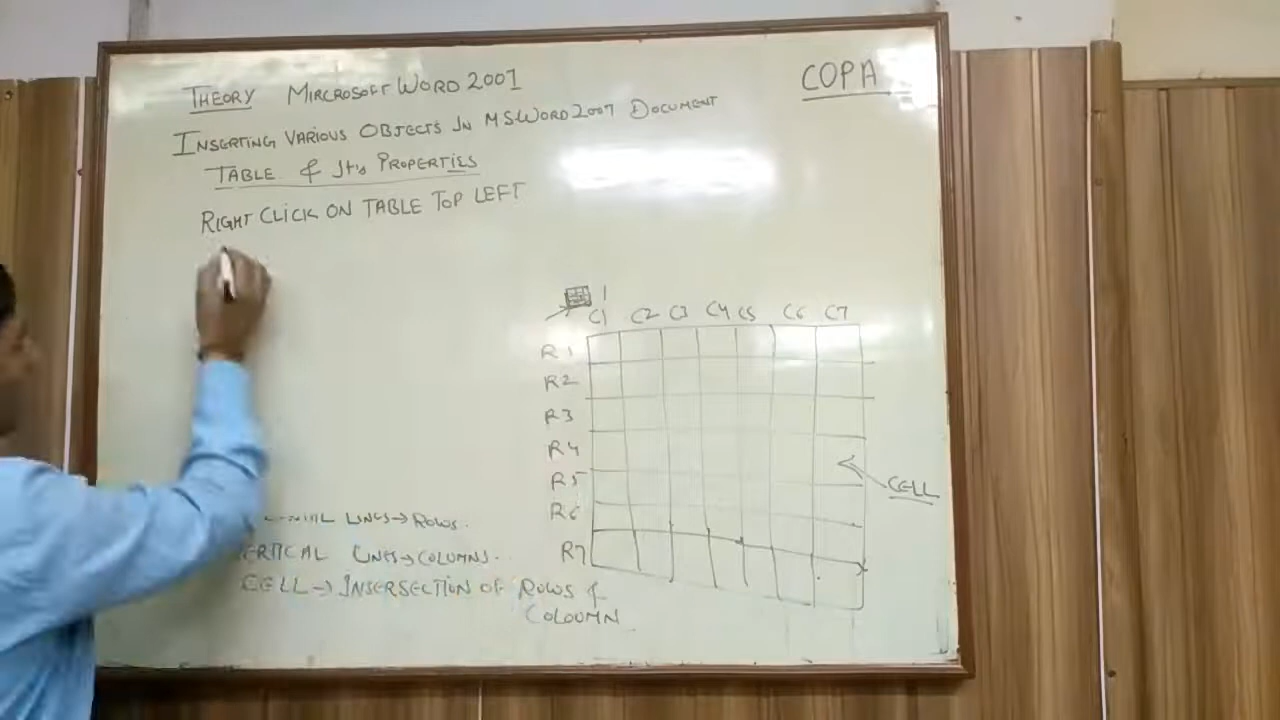 THEORY MIRCROSOFT WORD 2007
COPA
INSERTING VARIOUS OBJECTS IN MS WORD 2007 DOCUMENT
TABLE & It's PROPERTIES
RIGHT CLICK ON TABLE TOP LEFT
C1 C2 C3 C4 C5 C6 C7
R1
R2
R3
R4
R5
R6
R7
CELL
LINES → ROWS.
ERTICAL LINES → COLUMNS.
CELL → INSERSECTION OF ROWS &
COLOUMN